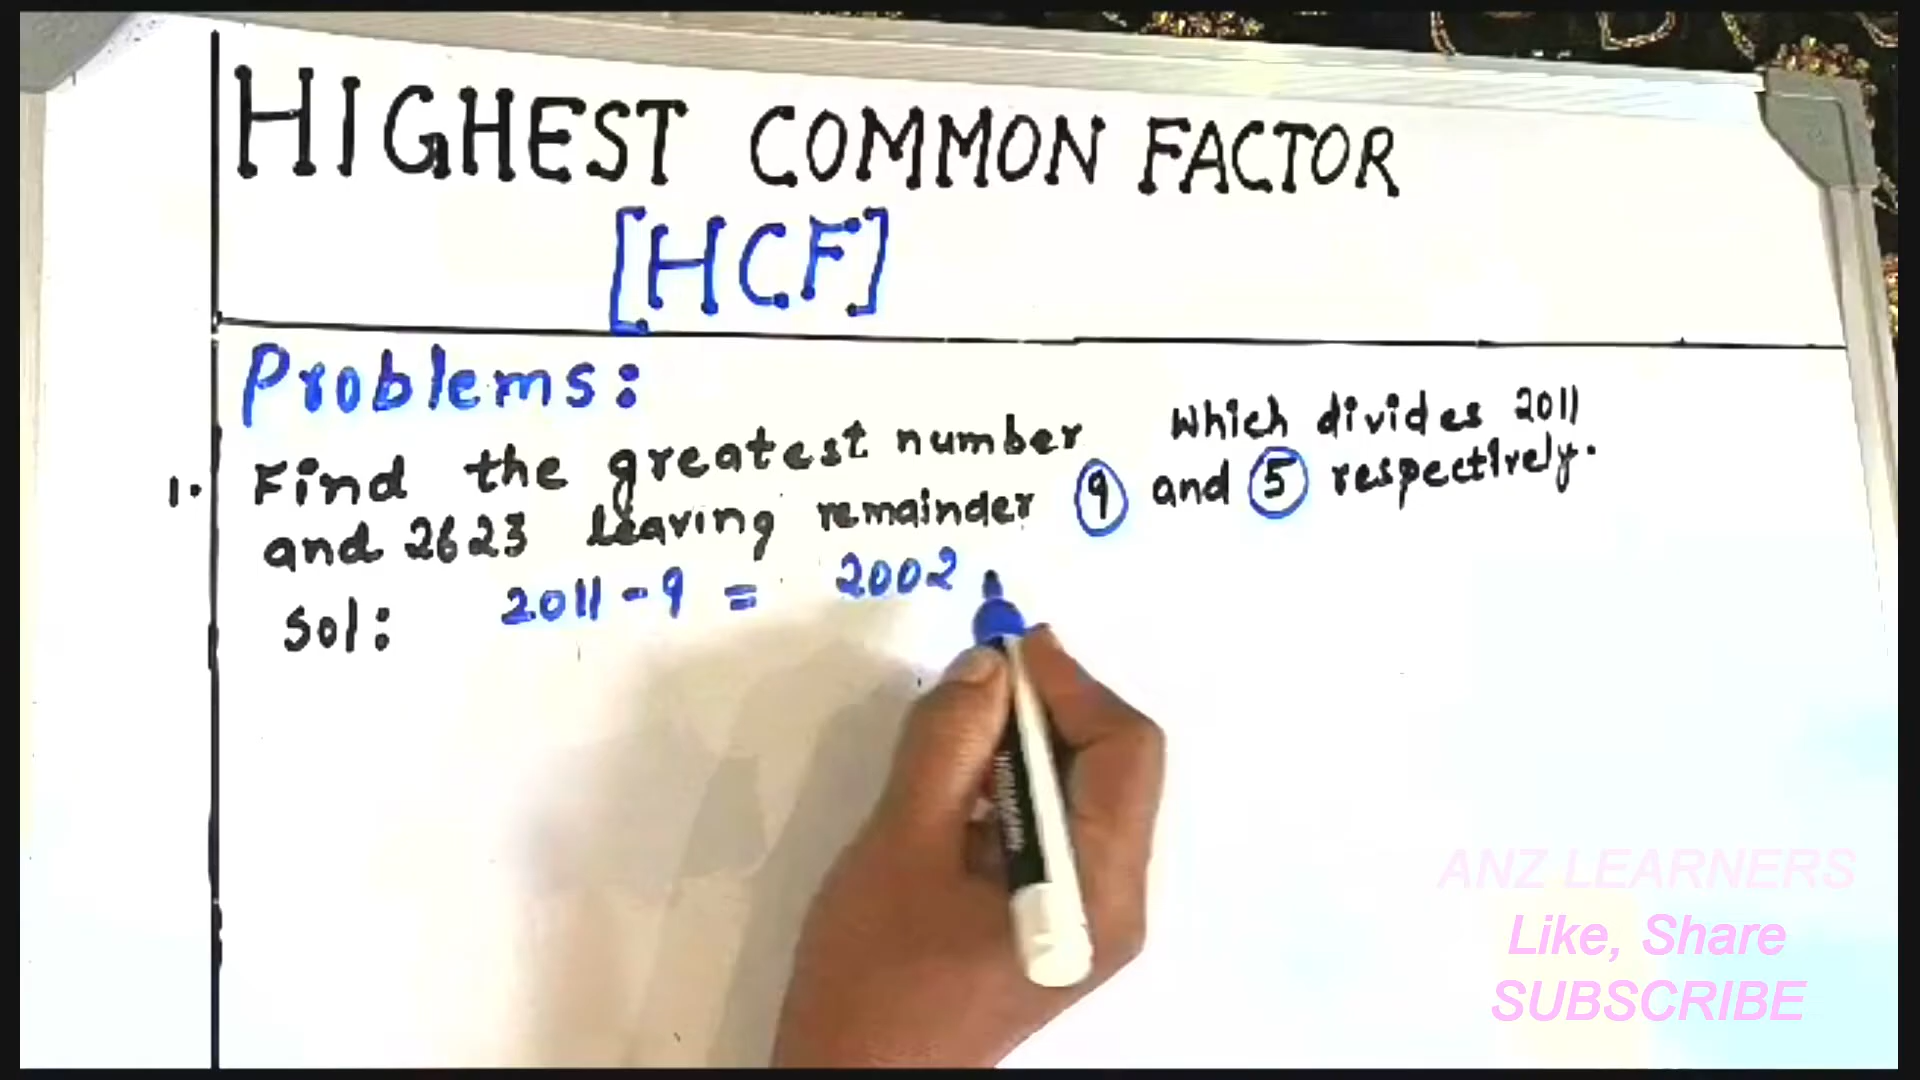 HIGHEST COMMON FACTOR
[HCF]
Problems:
1. Find the greatest number which divides 2011
and 2623 leaving remainder 9 and 5 respectively.
Sol: 2011 - 9 = 2002
ANZ LEARNERS
Like, Share
SUBSCRIBE